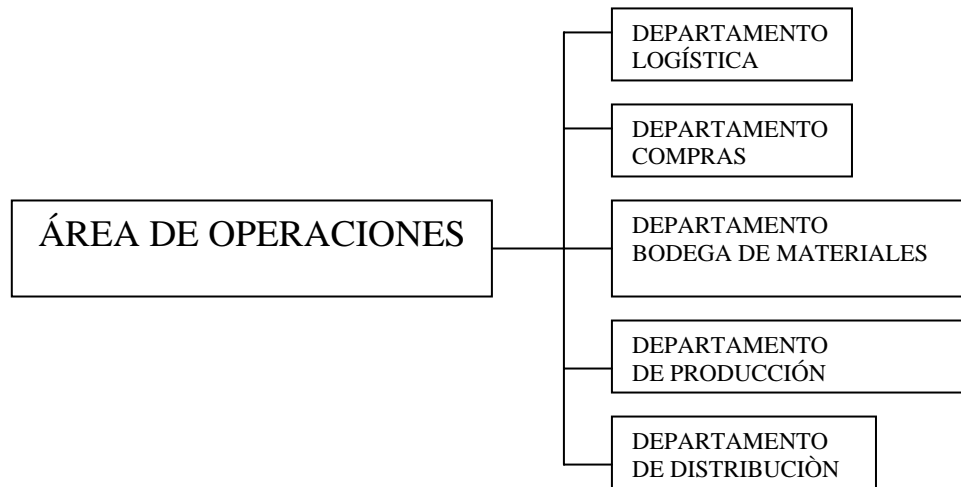 DEPARTAMENTO
LOGÍSTICA
DEPARTAMENTO
COMPRAS
ÁREA DE OPERACIONES
DEPARTAMENTO
BODEGA DE MATERIALES
DEPARTAMENTO
DE PRODUCCIÓN
DEPARTAMENTO
DE DISTRIBUCIÒN